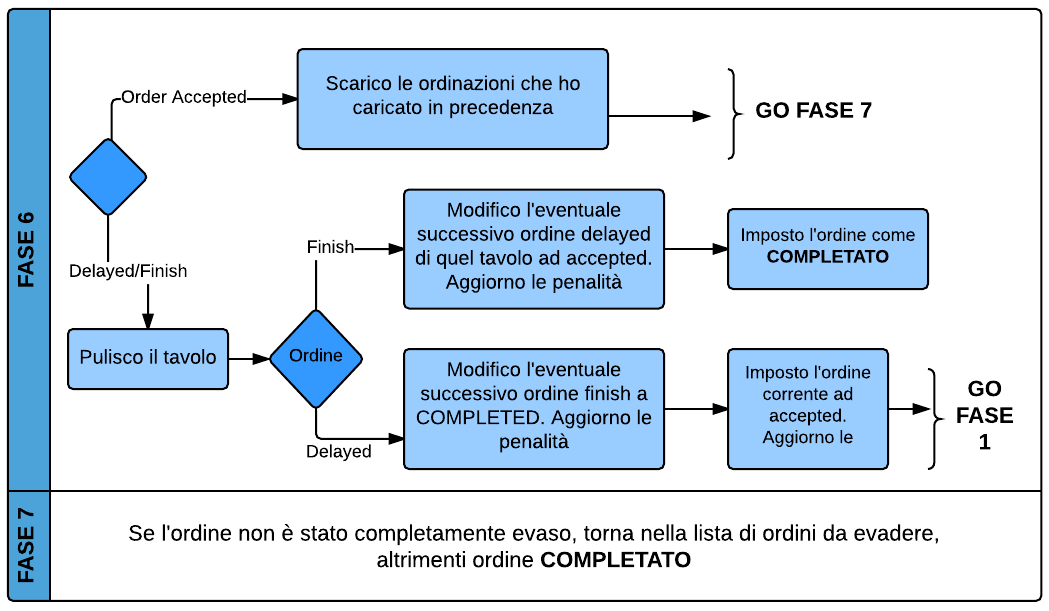 FASE 6
Order Accepted
Scarico le ordinazioni che ho
caricato in precedenza
GO FASE 7
Delayed/Finish
Pulisco il tavolo
Ordine
Finish
Modifico l'eventuale
successivo ordine delayed
di quel tavolo ad accepted.
Aggiorno le penalità
Imposto l'ordine come
COMPLETATO
Delayed
Modifico l'eventuale
successivo ordine finish a
COMPLETED. Aggiorno le
penalità
Imposto l'ordine
corrente ad
accepted.
Aggiorno le
GO
FASE
1
FASE 7
Se l'ordine non è stato completamente evaso, torna nella lista di ordini da evadere,
altrimenti ordine COMPLETATO